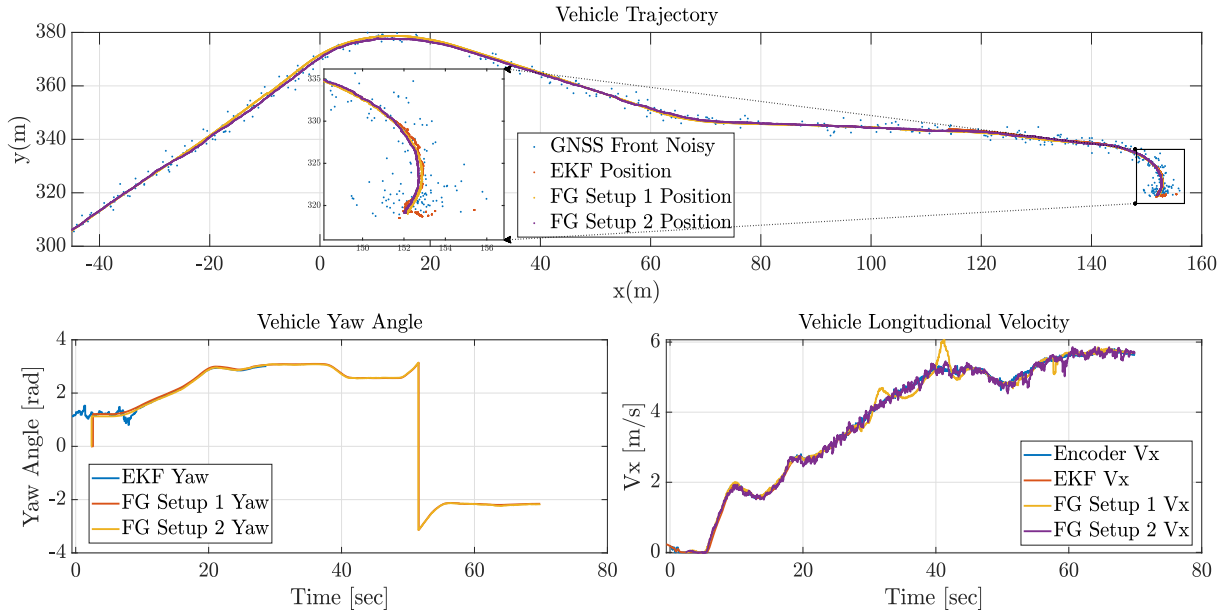 Vehicle Trajectory
380
360
340
320
300
y(m)
335
330
325
320
150 152 154 156
GNSS Front Noisy
EKF Position
FG Setup 1 Position
FG Setup 2 Position
-40 -20 0 20 40 60 80 100 120 140 160
x(m)
Vehicle Yaw Angle
4
2
0
-2
-4
Yaw Angle [rad]
EKF Yaw
FG Setup 1 Yaw
FG Setup 2 Yaw
0 20 40 60 80
Time [sec]
Vehicle Longitudional Velocity
6
4
2
0
Vx [m/s]
Encoder Vx
EKF Vx
FG Setup 1 Vx
FG Setup 2 Vx
0 20 40 60 80
Time [sec]